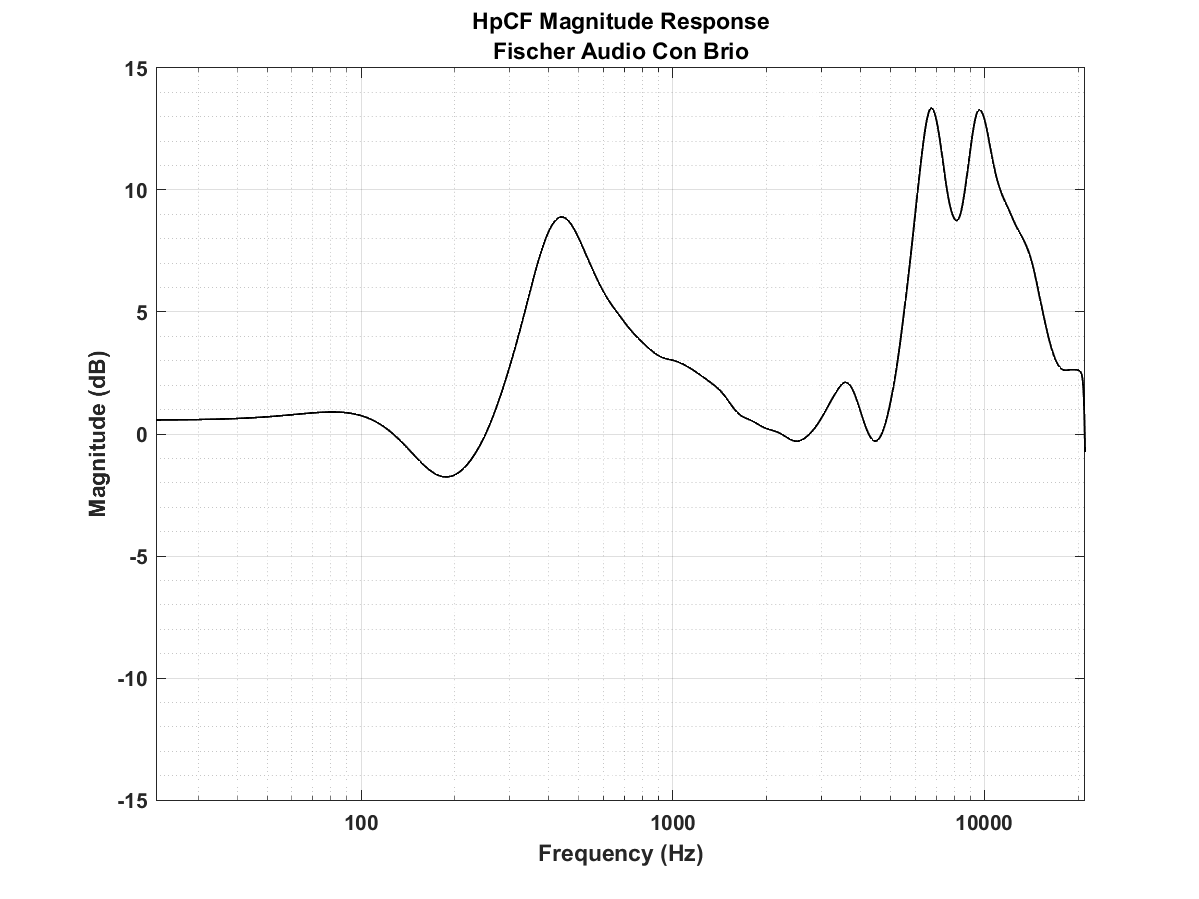 HpCF Magnitude Response
Fischer Audio Con Brio
15
10
5
0
-5
-10
-15
Magnitude (dB)
100
1000
10000
Frequency (Hz)